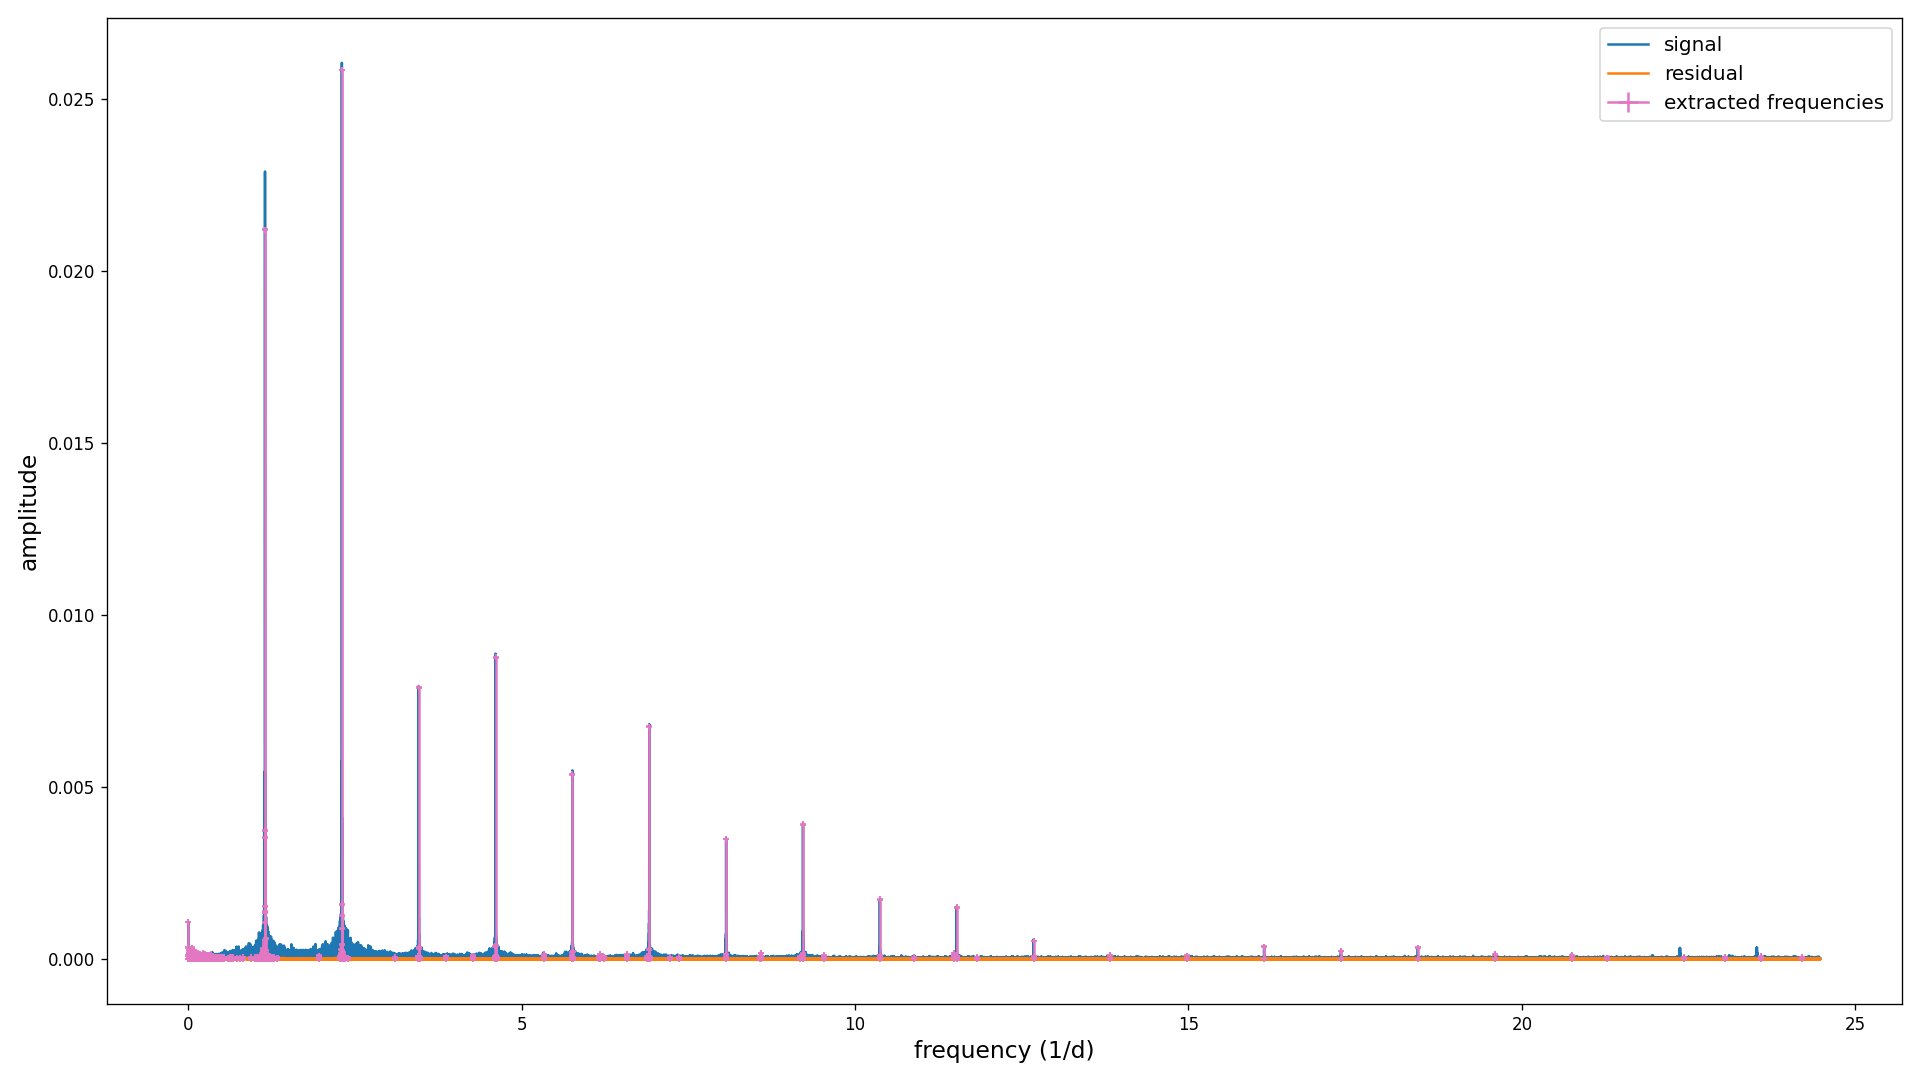 signal
residual
extracted frequencies
amplitude
0.025
0.020
0.015
0.010
0.005
0.000
0 5 10 15 20 25
frequency (1/d)